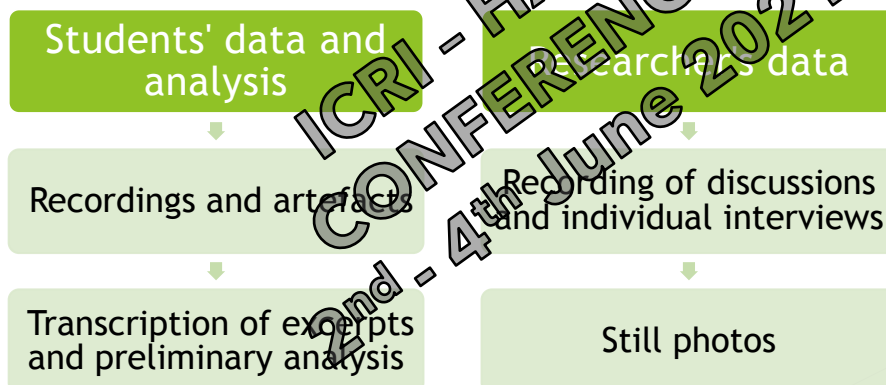 Students' data and
analysis
Recordings and artefacts
Transcription of excerpts
and preliminary analysis
Researcher's data
Recording of discussions
and individual interviews
Still photos
ICRI - HA
CONFERENC
2nd - 4th June 202